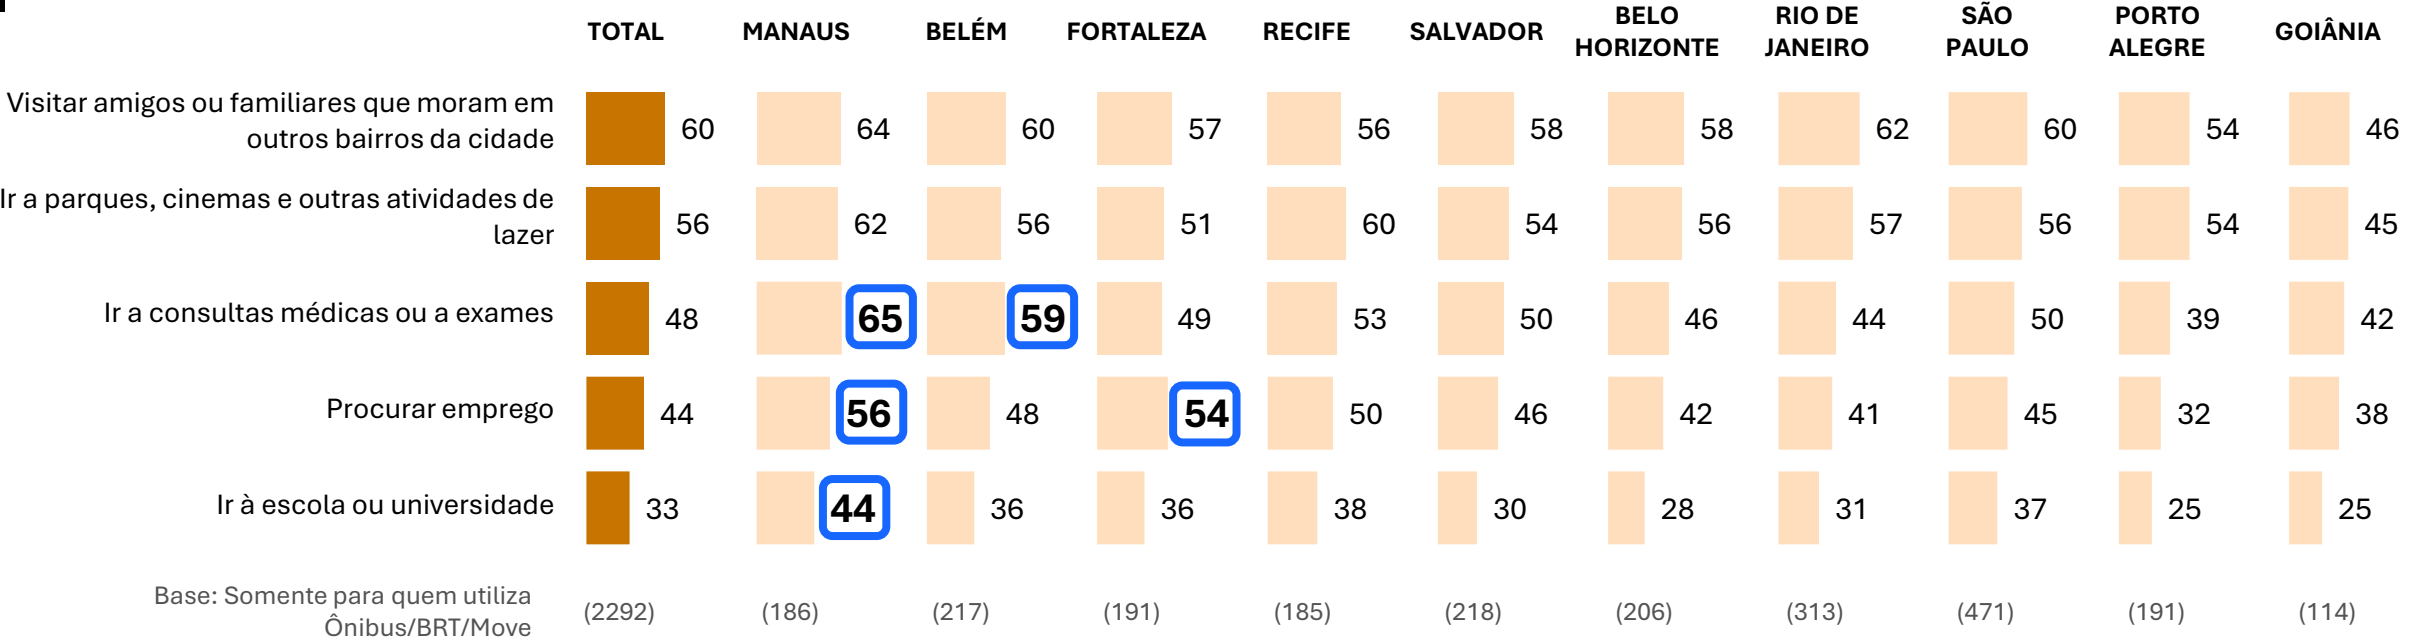 TOTAL MANAUS BELÉM FORTALEZA RECIFE SALVADOR BELO HORIZONTE RIO DE JANEIRO SÃO PAULO PORTO ALEGRE GOIÂNIA
Visitar amigos ou familiares que moram em
outros bairros da cidade
60 64 60 57 56 58 58 62 60 54 46
Ir a parques, cinemas e outras atividades de
lazer
56 62 56 51 60 54 56 57 56 54 45
Ir a consultas médicas ou a exames
48 65 59 49 53 50 46 44 50 39 42
Procurar emprego
44 56 48 54 50 46 42 41 45 32 38
Ir à escola ou universidade
33 44 36 36 38 30 28 31 37 25 25
Base: Somente para quem utiliza
Ônibus/BRT/Move
(2292) (186) (217) (191) (185) (218) (206) (313) (471) (191) (114)